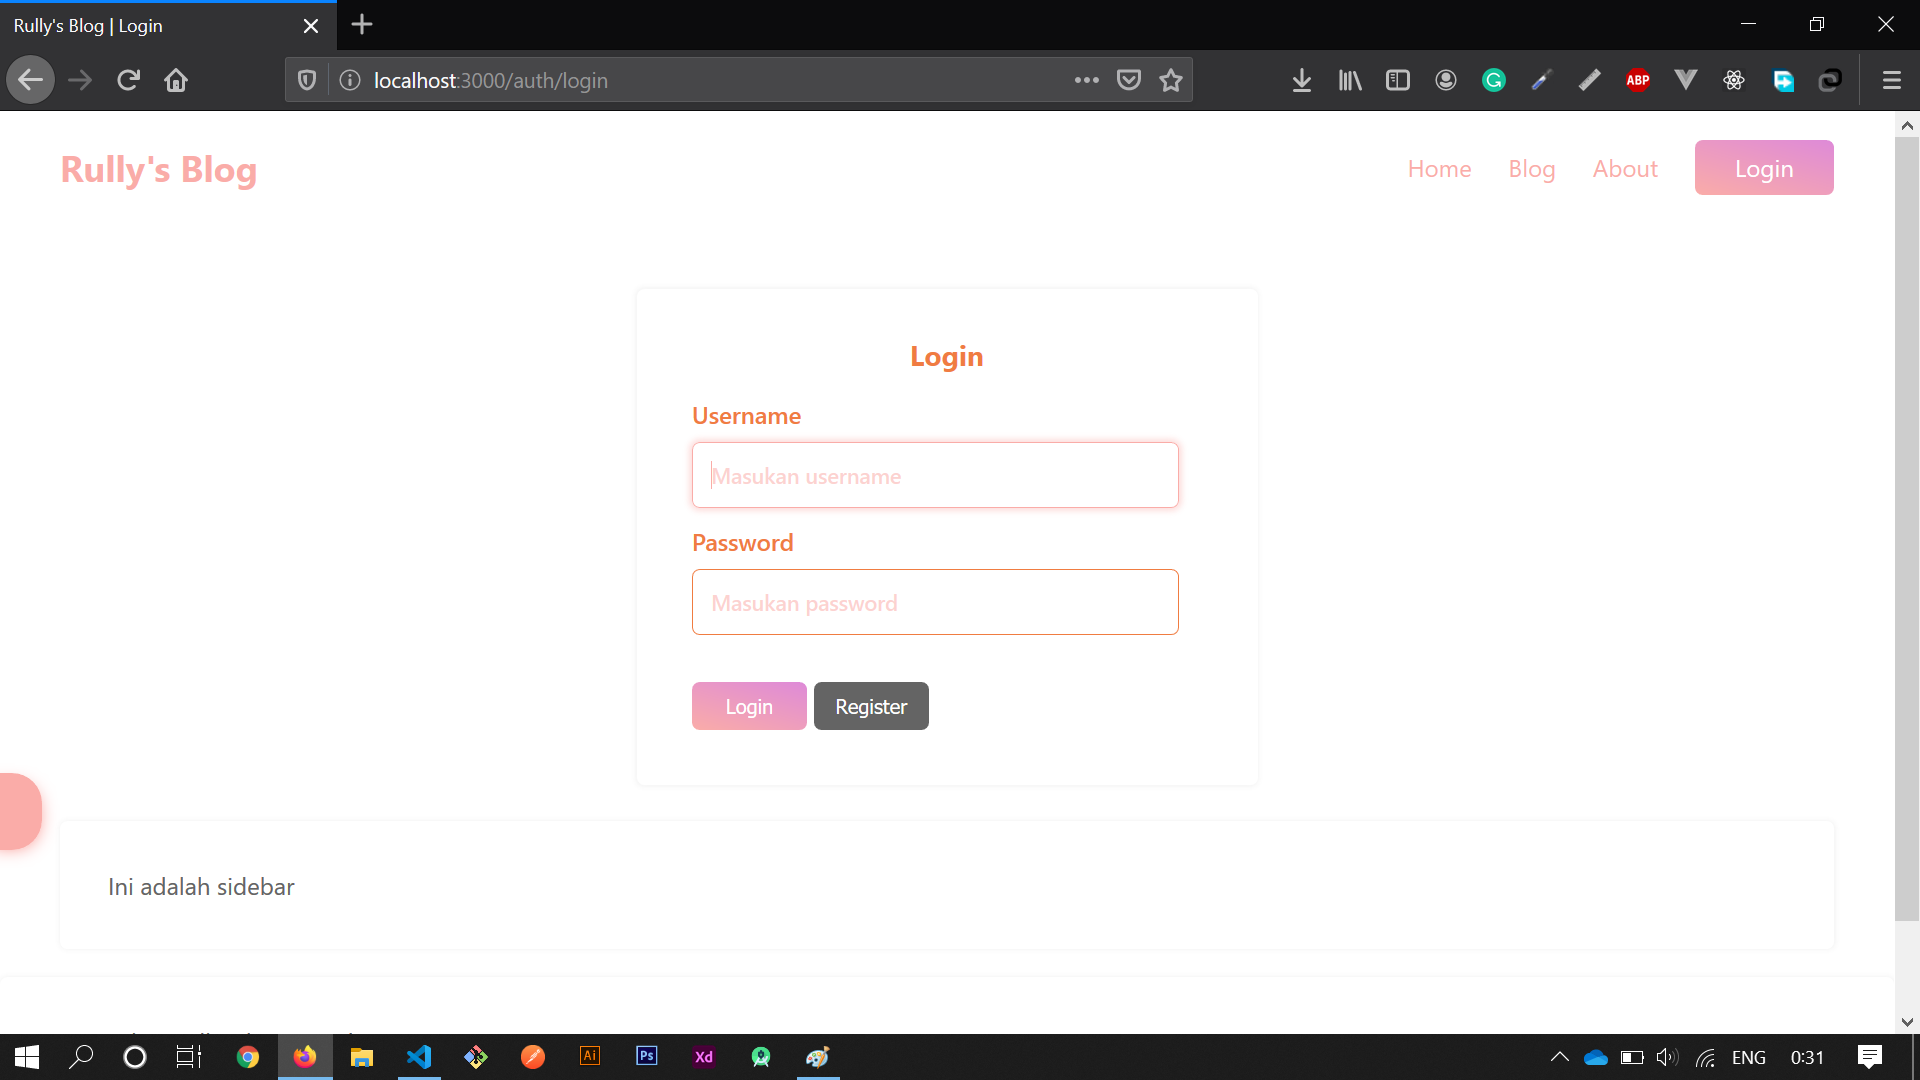 Rully's Blog | Login
localhost:3000/auth/login
ABP
Rully's Blog
Home Blog About Login
Login
Username
Masukan username
Password
Masukan password
Login Register
Ini adalah sidebar
Ai Ps Xd
ENG 0:31